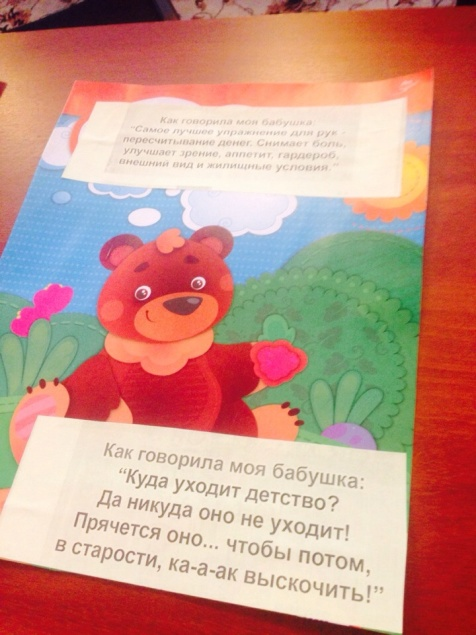 Как говорила моя бабушка:
"Самое лучшее упражнение для рук -
пересчитывание денег. Снимает боль,
улучшает зрение, аппетит, гардероб,
внешний вид и жилищные условия."
Как говорила моя бабушка:
"Куда уходит детство?
Да никуда оно не уходит!
Прячется оно... чтобы потом,
в старости, ка-а-ак выскочить!"